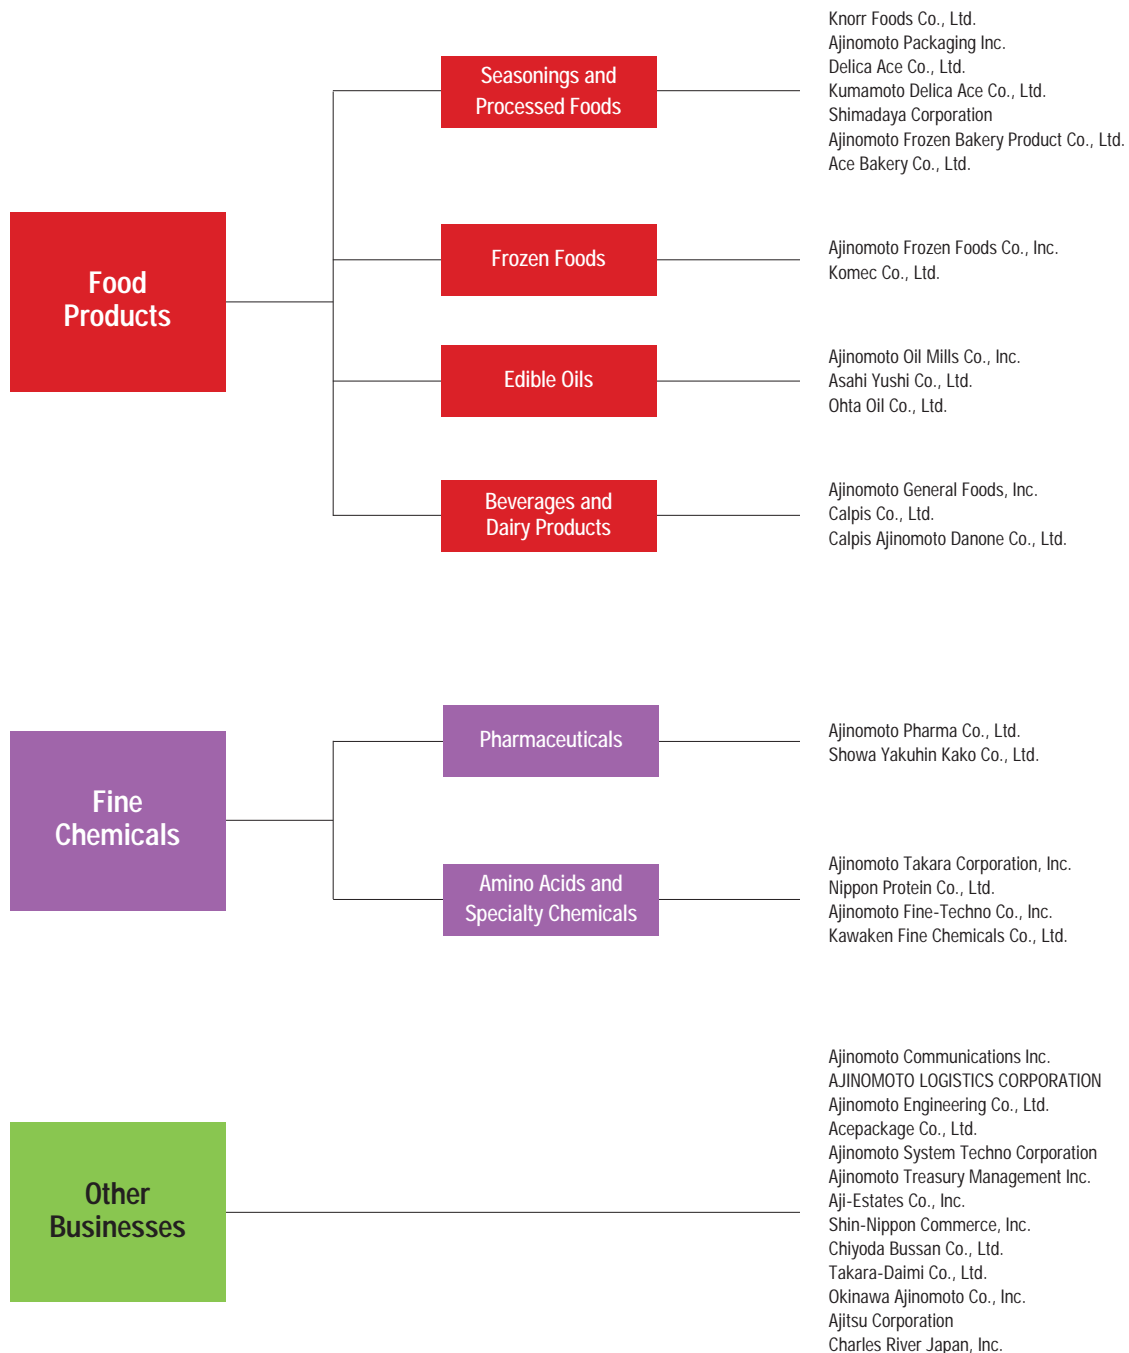 Knorr Foods Co., Ltd.
Ajinomoto Packaging Inc.
Delica Ace Co., Ltd.
Kumamoto Delica Ace Co., Ltd.
Shimadaya Corporation
Ajinomoto Frozen Bakery Product Co., Ltd.
Ace Bakery Co., Ltd.
Seasonings and
Processed Foods
Food
Products
Frozen Foods
Ajinomoto Frozen Foods Co., Inc.
Komec Co., Ltd.
Edible Oils
Ajinomoto Oil Mills Co., Inc.
Asahi Yushi Co., Ltd.
Ohta Oil Co., Ltd.
Beverages and
Dairy Products
Ajinomoto General Foods, Inc.
Calpis Co., Ltd.
Calpis Ajinomoto Danone Co., Ltd.
Fine
Chemicals
Pharmaceuticals
Ajinomoto Pharma Co., Ltd.
Showa Yakuhin Kako Co., Ltd.
Amino Acids and
Specialty Chemicals
Ajinomoto Takara Corporation, Inc.
Nippon Protein Co., Ltd.
Ajinomoto Fine-Techno Co., Inc.
Kawaken Fine Chemicals Co., Ltd.
Other
Businesses
Ajinomoto Communications Inc.
AJINOMOTO LOGISTICS CORPORATION
Ajinomoto Engineering Co., Ltd.
Acepackage Co., Ltd.
Ajinomoto System Techno Corporation
Ajinomoto Treasury Management Inc.
Aji-Estates Co., Inc.
Shin-Nippon Commerce, Inc.
Chiyoda Bussan Co., Ltd.
Takara-Daimi Co., Ltd.
Okinawa Ajinomoto Co., Inc.
Ajitsu Corporation
Charles River Japan, Inc.